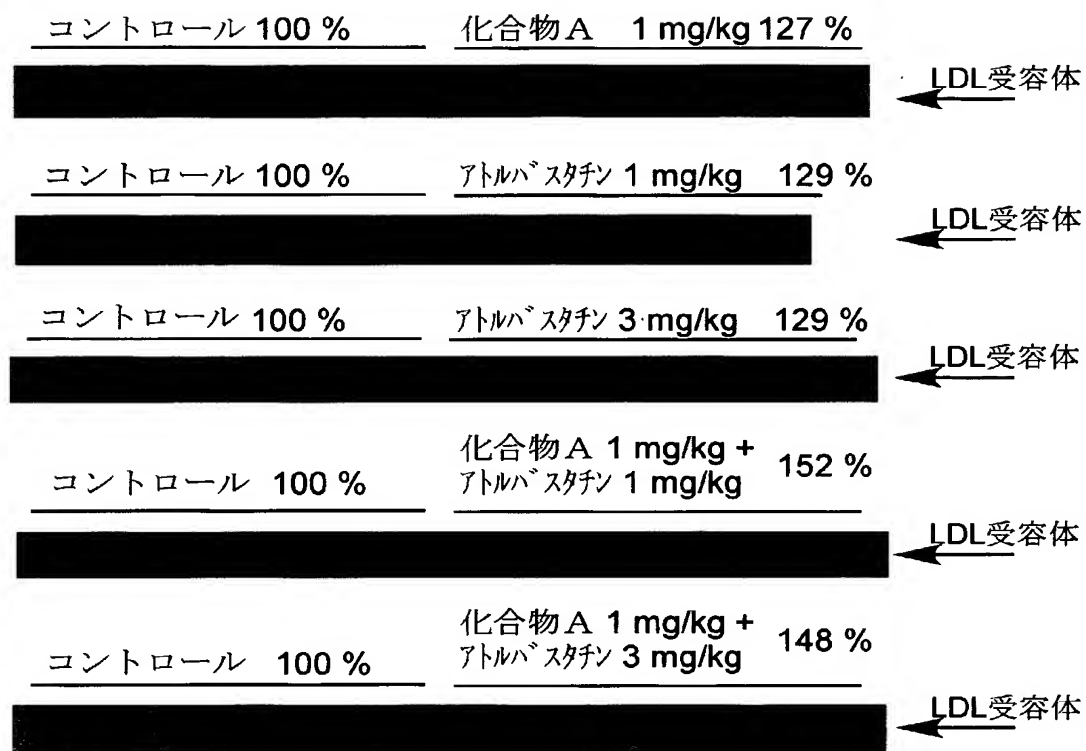 コントロール 100 % 化合物A 1 mg/kg 127 %
LDL受容体
コントロール 100 % アトルバスタチン 1 mg/kg 129 %
LDL受容体
コントロール 100 % アトルバスタチン 3 mg/kg 129 %
LDL受容体
化合物A 1 mg/kg +
コントロール 100 % アトルバスタチン 1 mg/kg 152 %
LDL受容体
化合物A 1 mg/kg +
コントロール 100 % アトルバスタチン 3 mg/kg 148 %
LDL受容体